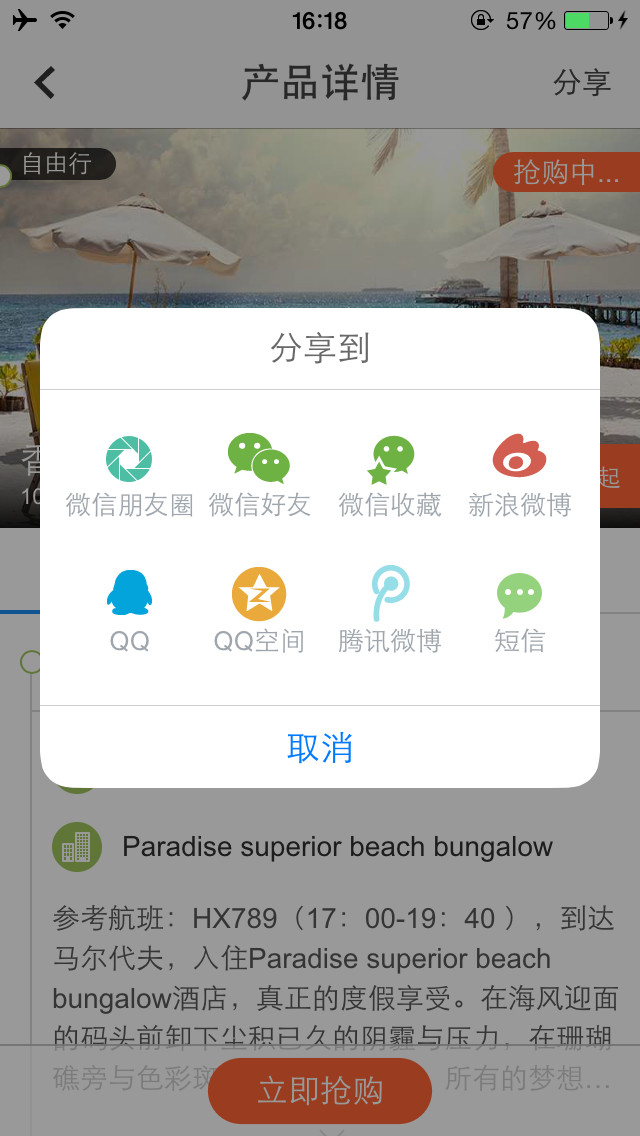 16:18
57%
产品详情
分享
自由行
抢购中...
香
10
起
分享到
微信朋友圈
微信好友
微信收藏
新浪微博
QQ
QQ空间
腾讯微博
短信
取消
Paradise superior beach bungalow
参考航班：HX789（17：00-19：40 ），到达
马尔代夫，入住Paradise superior beach
bungalow酒店，真正的度假享受。在海风迎面
的码头前卸下尘积已久的阴霾与压力，在珊瑚
礁旁与色彩斑
所有的梦想...
立即抢购